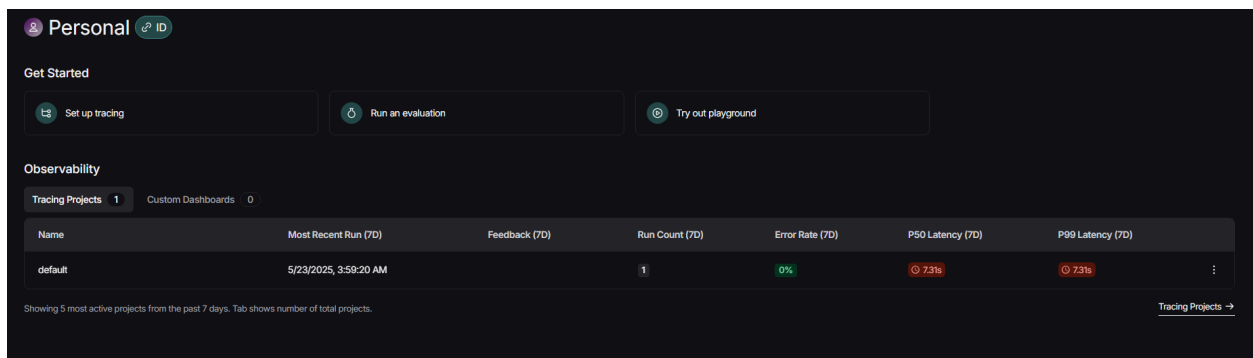 Personal ID
Get Started
Set up tracing Run an evaluation Try out playground
Observability
Tracing Projects 1 Custom Dashboards 0
Name Most Recent Run (7D) Feedback (7D) Run Count (7D) Error Rate (7D) P50 Latency (7D) P99 Latency (7D)
default 5/23/2025, 3:59:20 AM 1 0% 7.31s 7.31s
Showing 5 most active projects from the past 7 days. Tab shows number of total projects. Tracing Projects →